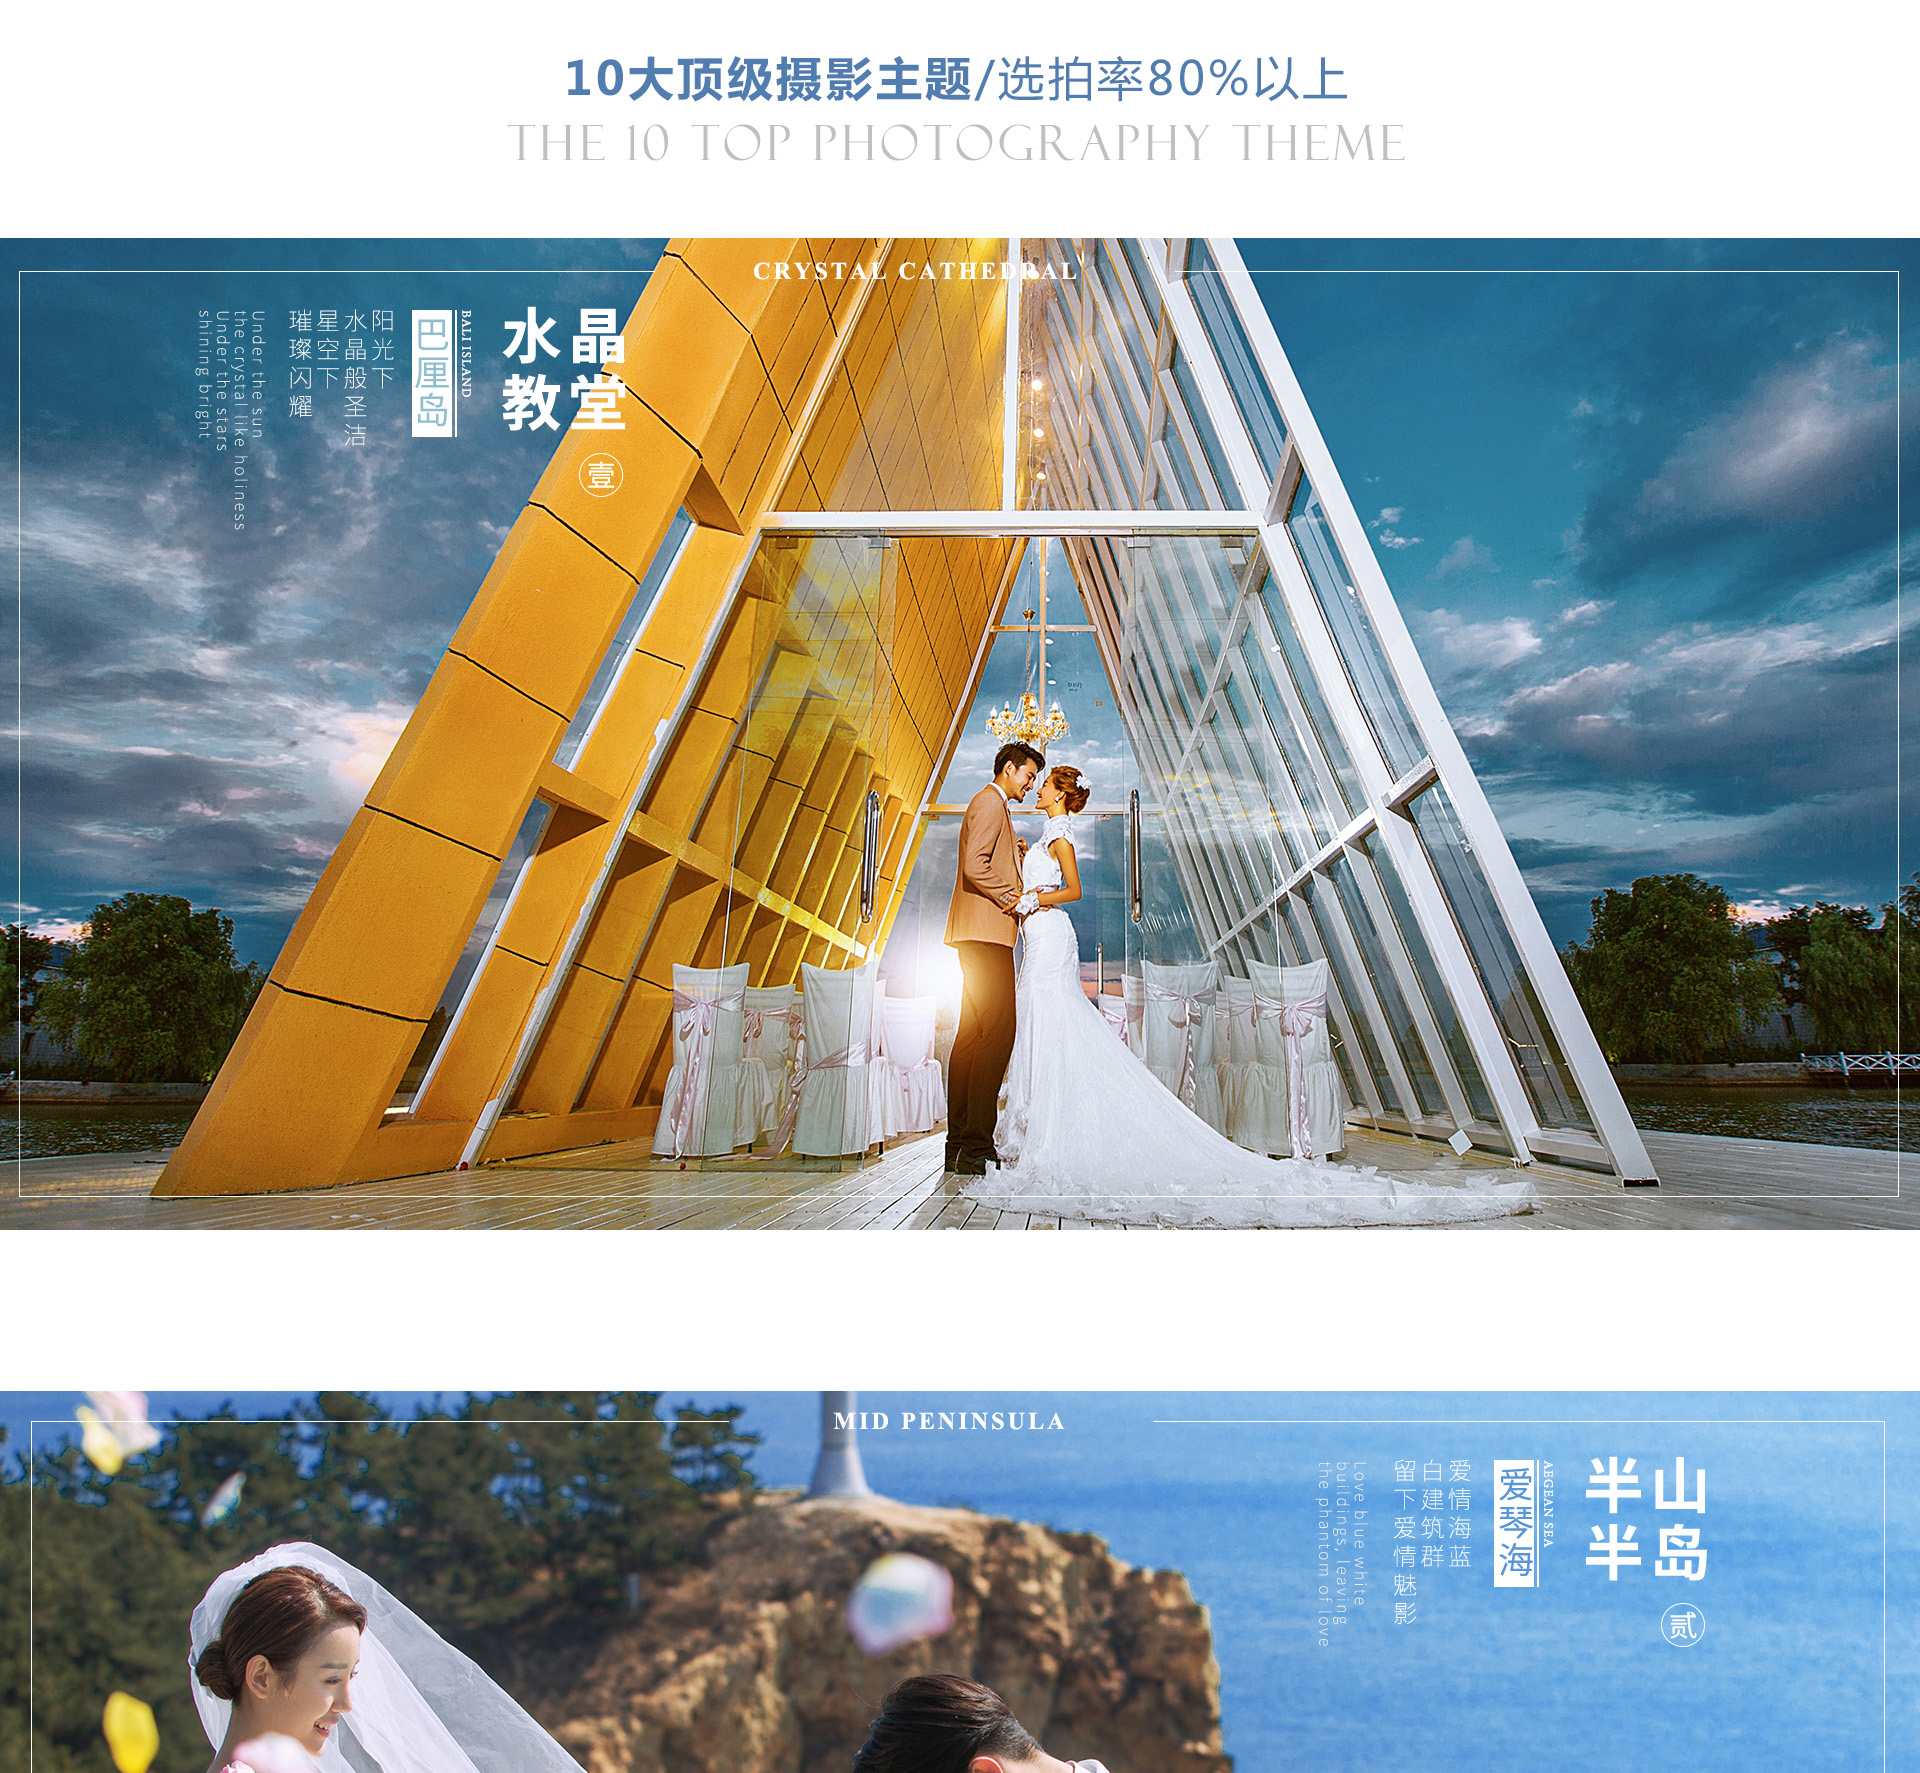 10大顶级摄影主题/选拍率80%以上
THE 10 TOP PHOTOGRAPHY THEME
CRYSTAL CATHEDRAL
水晶
教堂
壹
BALI ISLAND
巴厘岛
阳光下
水晶般圣洁
星空下
璀璨闪耀
Under the sun
the crystal like holiness
Under the stars
shining bright
MID PENINSULA
半山
半岛
贰
AEGEAN SEA
爱琴海
爱情海蓝
白建筑群
留下爱情魅影
Love blue white
buildings, leaving
the phantom of love